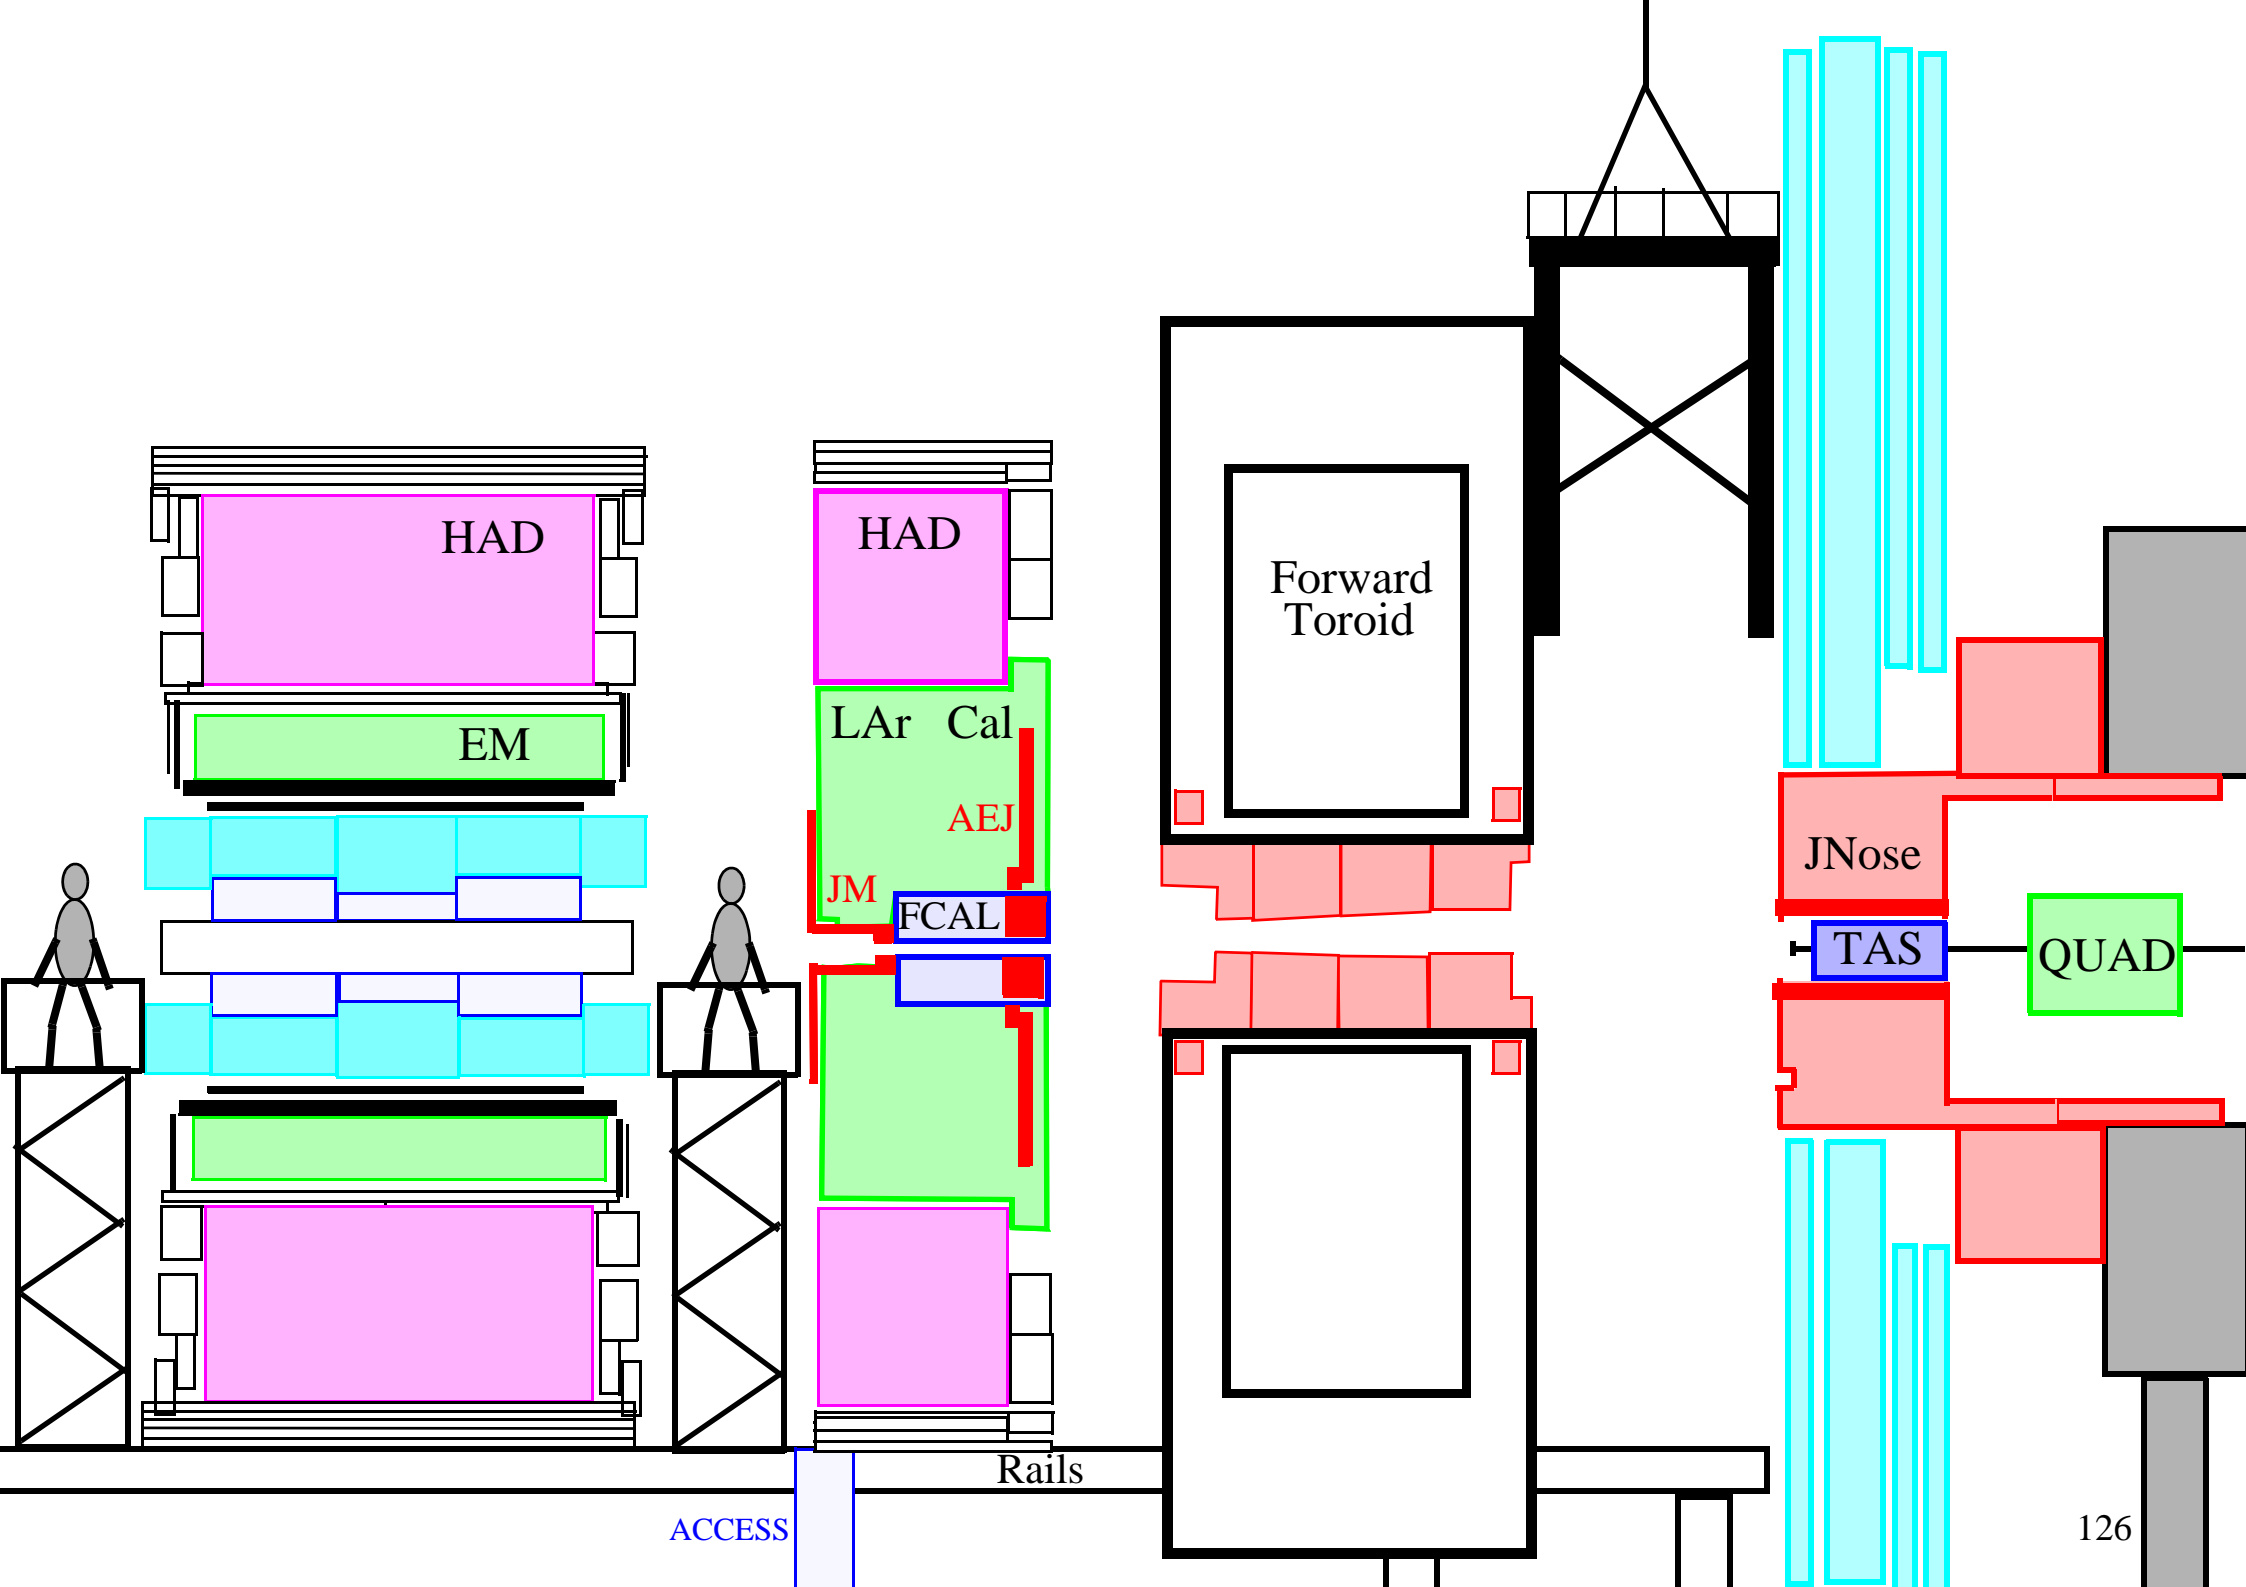 HAD
HAD
Forward
Toroid
LAr Cal
EM
AEJ
JNose
JM
FCAL
TAS
QUAD
Rails
ACCESS
126